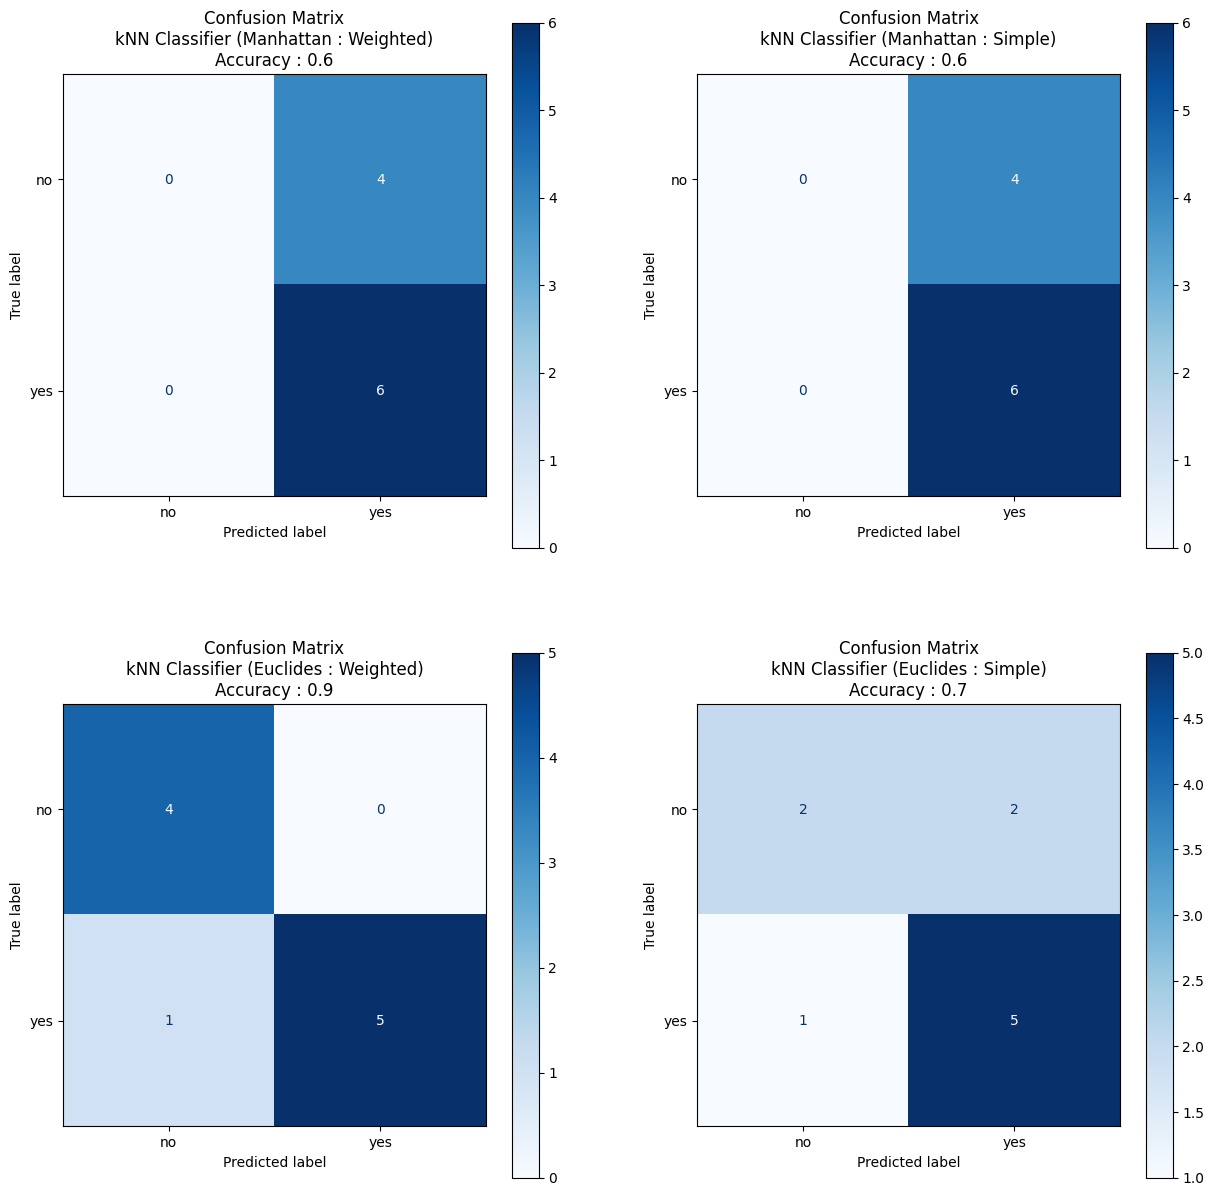 Confusion Matrix
kNN Classifier (Manhattan : Weighted)
Accuracy : 0.6
6
5
4
3
2
1
0
True label
no
yes
0
4
0
6
no
yes
Predicted label
Confusion Matrix
kNN Classifier (Manhattan : Simple)
Accuracy : 0.6
6
5
4
3
2
1
0
True label
no
yes
0
4
0
6
no
yes
Predicted label
Confusion Matrix
kNN Classifier (Euclides : Weighted)
Accuracy : 0.9
5
4
3
2
1
0
True label
no
yes
4
0
1
5
no
yes
Predicted label
Confusion Matrix
kNN Classifier (Euclides : Simple)
Accuracy : 0.7
5.0
4.5
4.0
3.5
3.0
2.5
2.0
1.5
1.0
True label
no
yes
2
2
1
5
no
yes
Predicted label